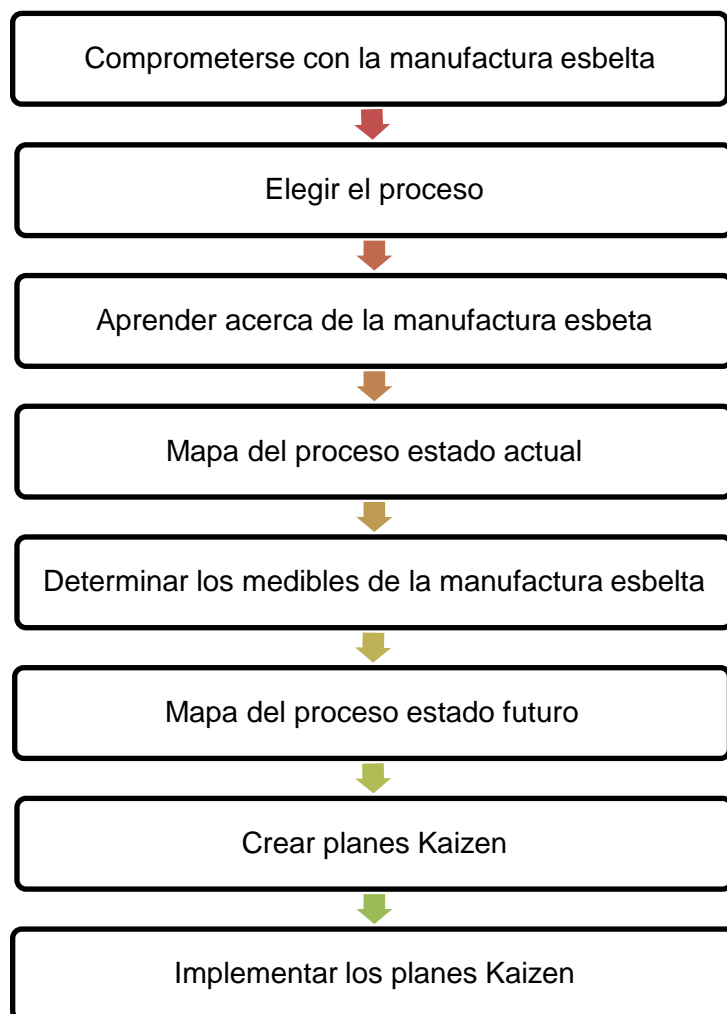 Comprometerse con la manufactura esbelta
Elegir el proceso
Aprender acerca de la manufactura esbeta
Mapa del proceso estado actual
Determinar los medibles de la manufactura esbelta
Mapa del proceso estado futuro
Crear planes Kaizen
Implementar los planes Kaizen